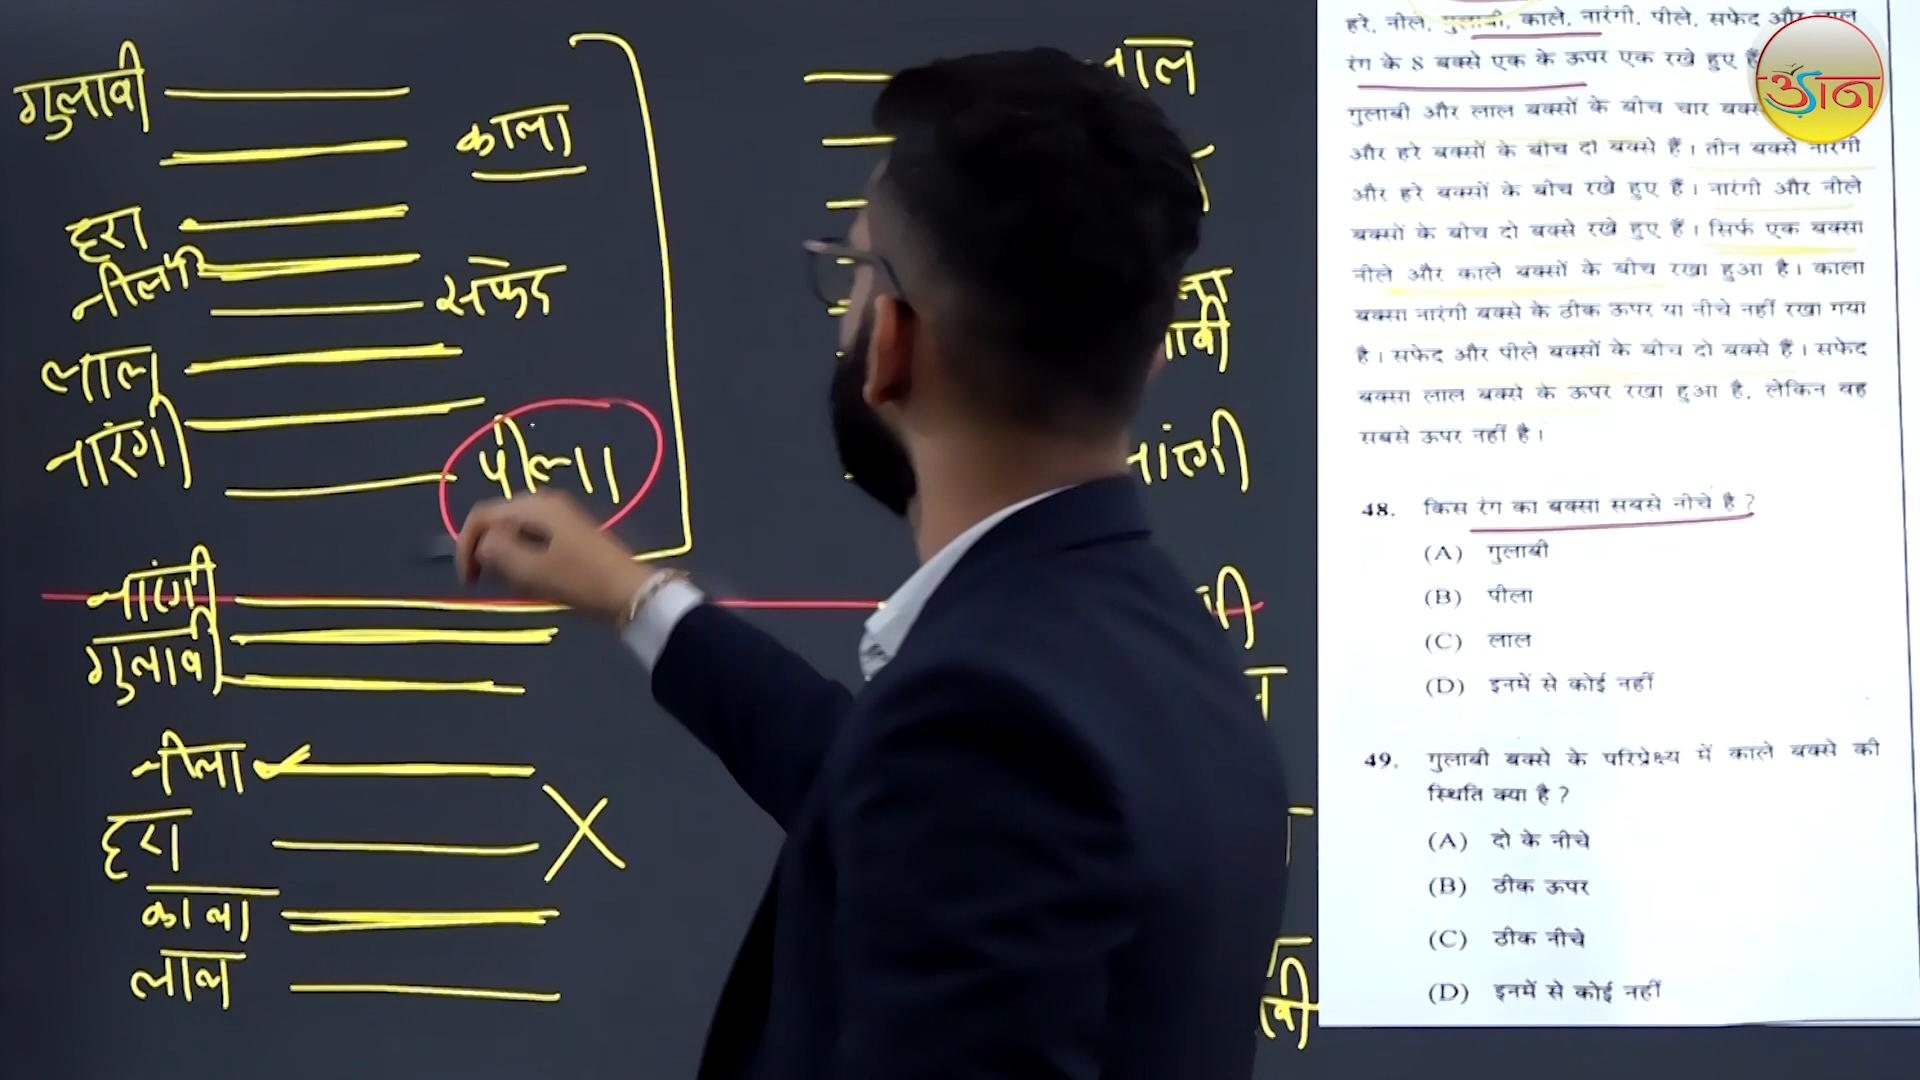 गुलाबी
काला
हरा
नीला
सफेद
लाल
नारंगी
पीला
नारंगी
गुलाबी
नीला
हरा
काला
लाल
लाल
नारंगी
उड़ान
हरे, नीले, गुलाबी, काले, नारंगी, पीले, सफेद और लाल
रंग के 8 बक्से एक के ऊपर एक रखे हुए हैं
गुलाबी और लाल बक्सों के बीच चार
और हरे बक्सों के बीच दो बक्से हैं। तीन बक्से नारंगी
और हरे बक्सों के बीच रखे हुए हैं। नारंगी और नीले
बक्सों के बीच दो बक्से रखे हुए हैं। सिर्फ एक बक्सा
नीले और काले बक्सों के बीच रखा हुआ है। काला
बक्सा नारंगी बक्से के ठीक ऊपर या नीचे नहीं रखा गया
है। सफेद और पीले बक्सों के बीच दो बक्से हैं। सफेद
बक्सा लाल बक्से के ऊपर रखा हुआ है, लेकिन वह
सबसे ऊपर नहीं है।
48. किस रंग का बक्सा सबसे नीचे है ?
(A) गुलाबी
(B) पीला
(C) लाल
(D) इनमें से कोई नहीं
49. गुलाबी बक्से के परिप्रेक्ष्य में काले बक्से की
स्थिति क्या है ?
(A) दो के नीचे
(B) ठीक ऊपर
(C) ठीक नीचे
(D) इनमें से कोई नहीं